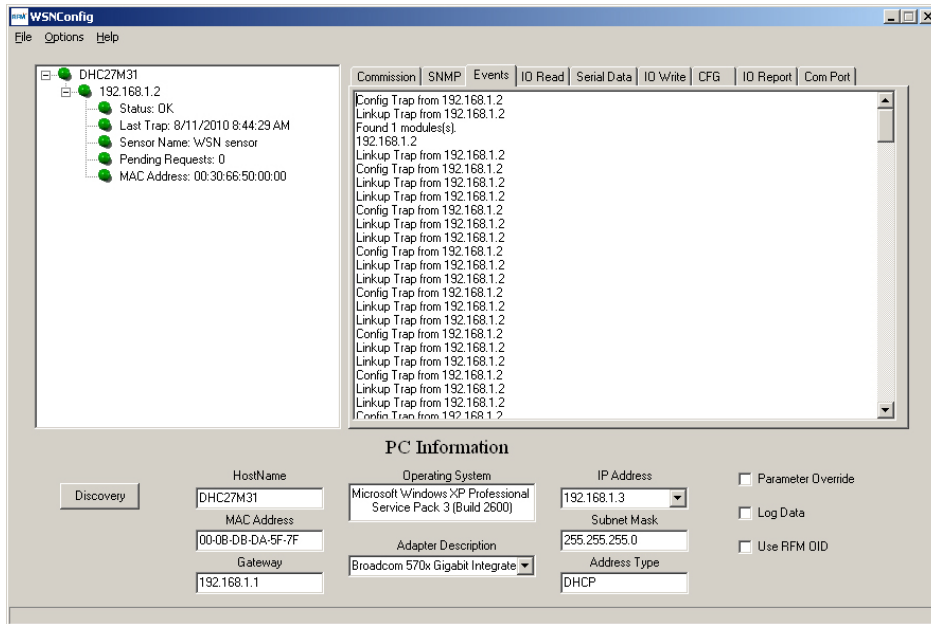 RFM WSNConfig
File Options Help
DHC27M31
192.168.1.2
Status: OK
Last Trap: 8/11/2010 8:44:29 AM
Sensor Name: WSN sensor
Pending Requests: 0
MAC Address: 00:30:66:50:00:00
Commission SNMP Events IO Read Serial Data IO Write CFG IO Report Com Port
Config Trap from 192.168.1.2
Linkup Trap from 192.168.1.2
Found 1 modules(s).
192.168.1.2
Linkup Trap from 192.168.1.2
Config Trap from 192.168.1.2
Linkup Trap from 192.168.1.2
Linkup Trap from 192.168.1.2
Config Trap from 192.168.1.2
Linkup Trap from 192.168.1.2
Linkup Trap from 192.168.1.2
Config Trap from 192.168.1.2
Linkup Trap from 192.168.1.2
Linkup Trap from 192.168.1.2
Config Trap from 192.168.1.2
Linkup Trap from 192.168.1.2
Linkup Trap from 192.168.1.2
Config Trap from 192.168.1.2
Linkup Trap from 192.168.1.2
Linkup Trap from 192.168.1.2
Config Trap from 192.168.1.2
Linkup Trap from 192.168.1.2
Linkup Trap from 192.168.1.2
Config Trap from 192.168.1.2
PC Information
Discovery
HostName
DHC27M31
MAC Address
00-0B-DB-DA-5F-7F
Gateway
192.168.1.1
Operating System
Microsoft Windows XP Professional
Service Pack 3 (Build 2600)
Adapter Description
Broadcom 570x Gigabit Integrate
IP Address
192.168.1.3
Subnet Mask
255.255.255.0
Address Type
DHCP
Parameter Override
Log Data
Use RFM OID